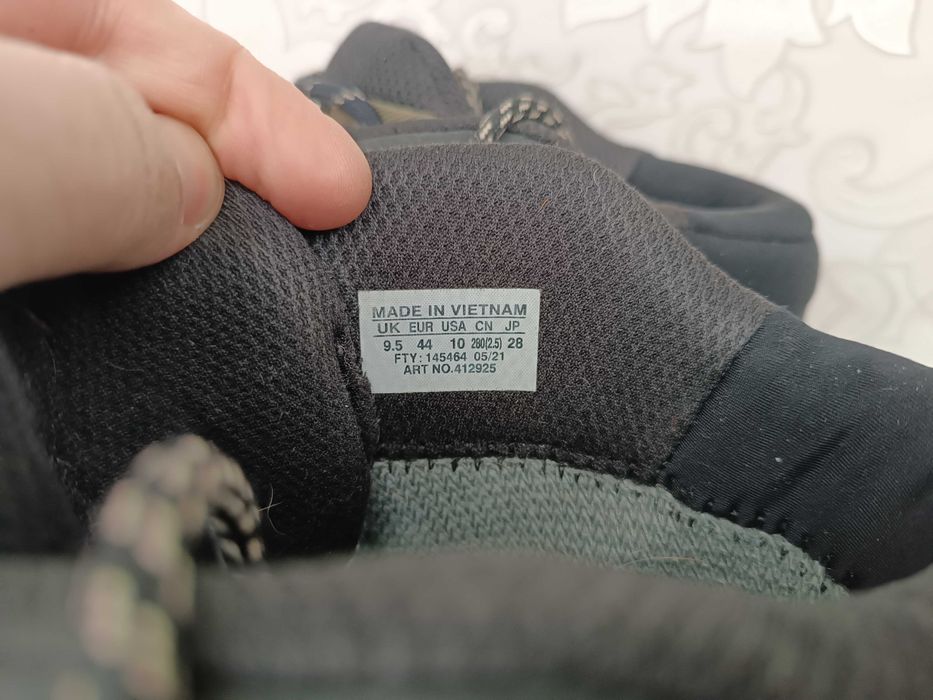 MADE IN VIETNAM
UK EUR USA CN JP
9.5 44 10 280(2.5) 28
FTY: 145464 05/21
ART NO.412925